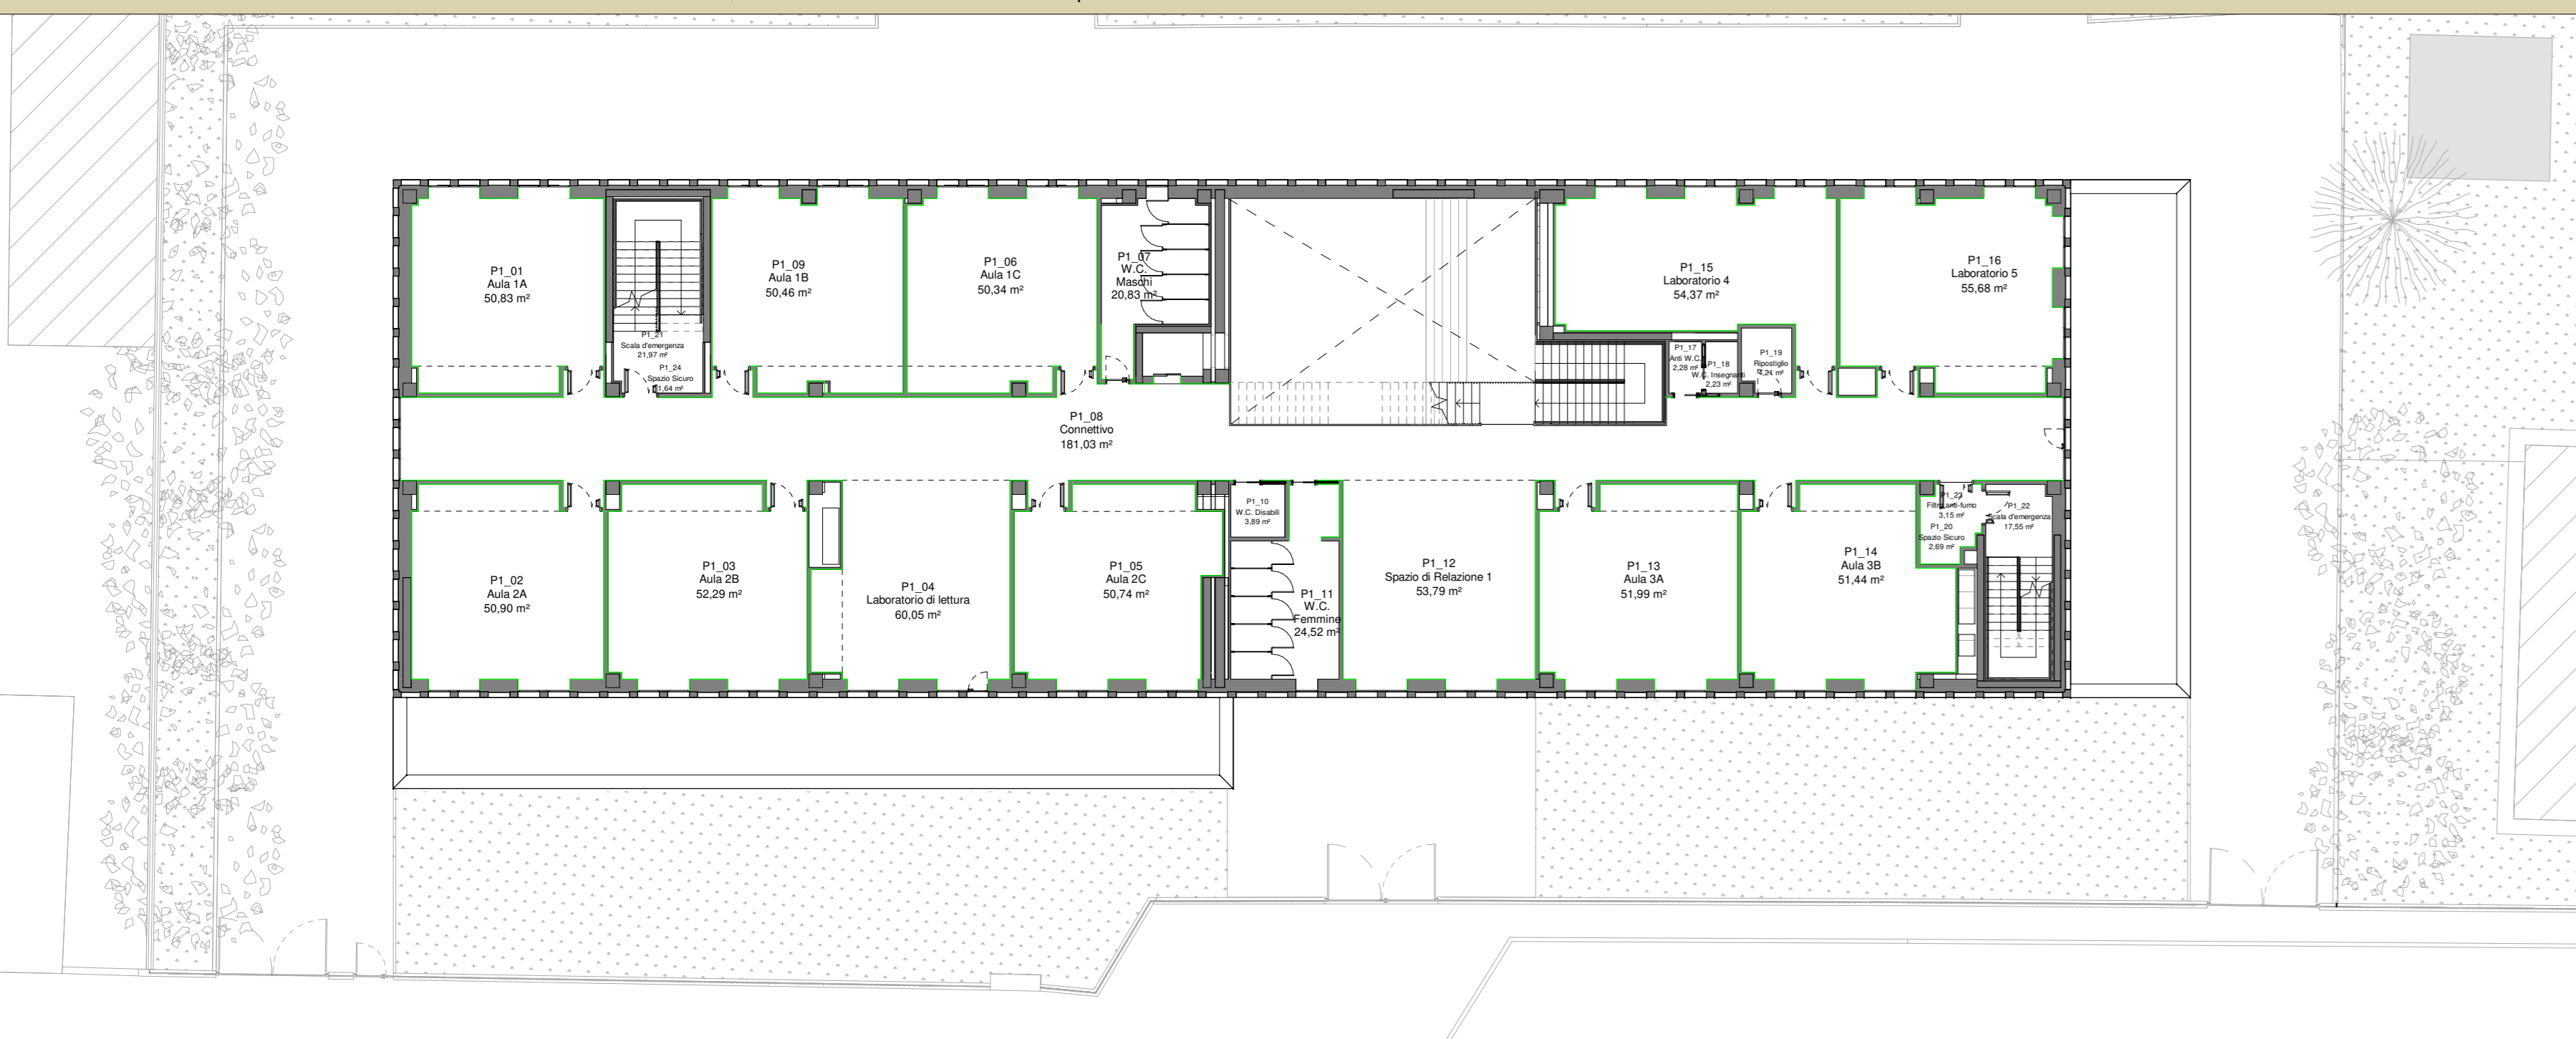 P1_01
Aula 1A
50,83 m²
P1_21
Scala d'emergenza
21,97 m²
P1_24
Spazio Sicuro
1,64 m²
P1_09
Aula 1B
50,46 m²
P1_06
Aula 1C
50,34 m²
P1_07
W.C.
Maschi
20,83 m²
P1_15
Laboratorio 4
54,37 m²
P1_16
Laboratorio 5
55,68 m²
P1_17
Anti W.C.
2,28 m²
P1_18
W.C. Insegnanti
2,23 m²
P1_19
Ripostiglio
P1_08
Connettivo
181,03 m²
P1_02
Aula 2A
50,90 m²
P1_03
Aula 2B
52,29 m²
P1_04
Laboratorio di lettura
60,05 m²
P1_05
Aula 2C
50,74 m²
P1_10
W.C. Disabili
3,89 m²
P1_11
W.C.
Femmine
24,52 m²
P1_12
Spazio di Relazione 1
53,79 m²
P1_13
Aula 3A
51,99 m²
P1_14
Aula 3B
51,44 m²
P1_23
Filtro anti-fumo
3,15 m²
P1_20
Spazio Sicuro
2,69 m²
P1_22
Scala d'emergenza
17,55 m²